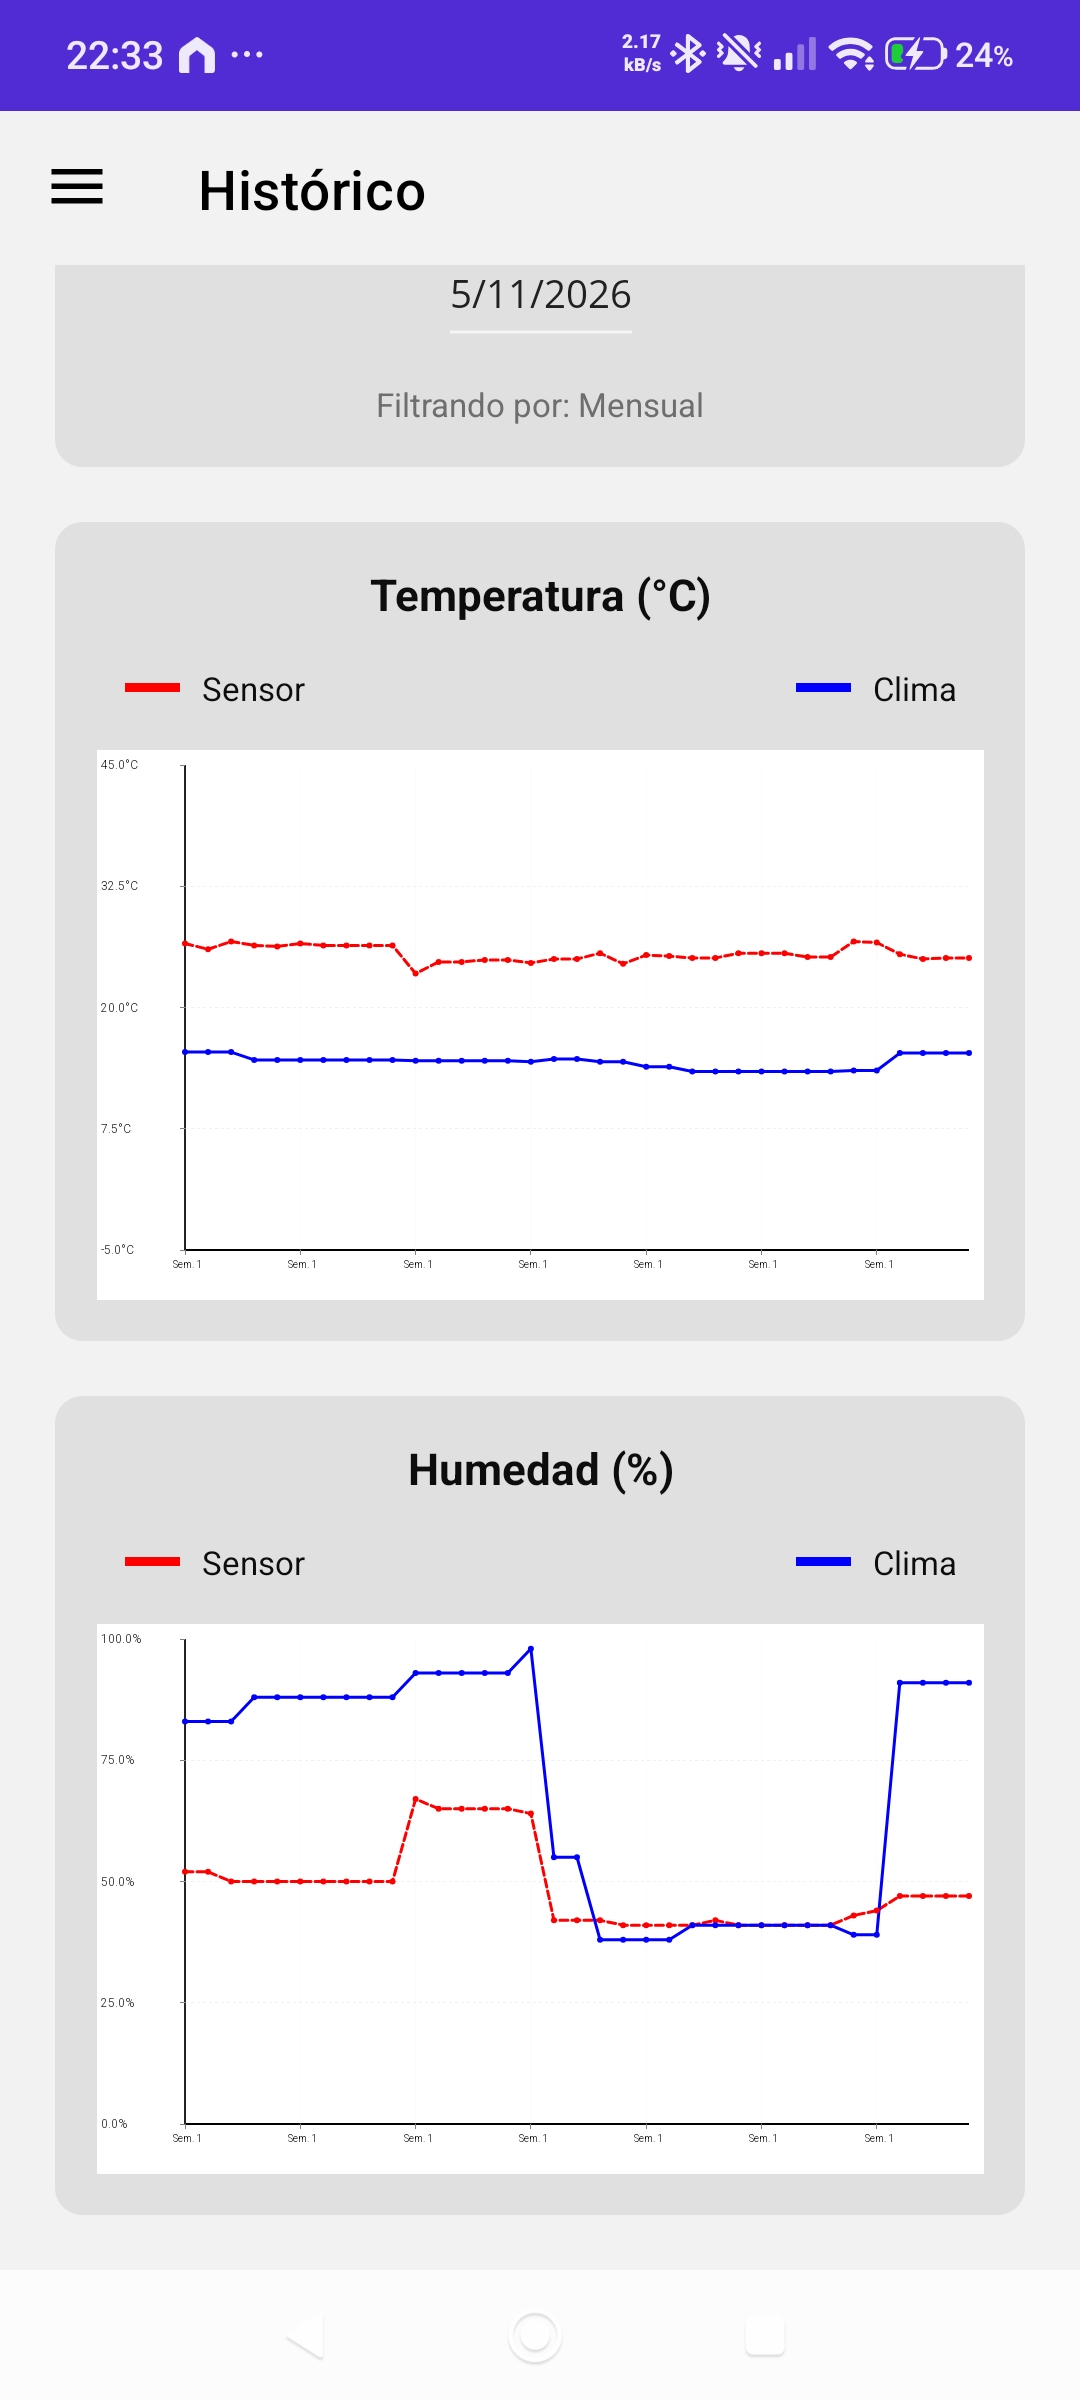 22:33 ... 2.17 kB/s 24%
Histórico
5/11/2026
Filtrando por: Mensual
Temperatura (°C)
Sensor Clima
45.0°C
32.5°C
20.0°C
7.5°C
-5.0°C
Sem. 1 Sem. 1 Sem. 1 Sem. 1 Sem. 1 Sem. 1 Sem. 1
Humedad (%)
Sensor Clima
100.0%
75.0%
50.0%
25.0%
0.0%
Sem. 1 Sem. 1 Sem. 1 Sem. 1 Sem. 1 Sem. 1 Sem. 1